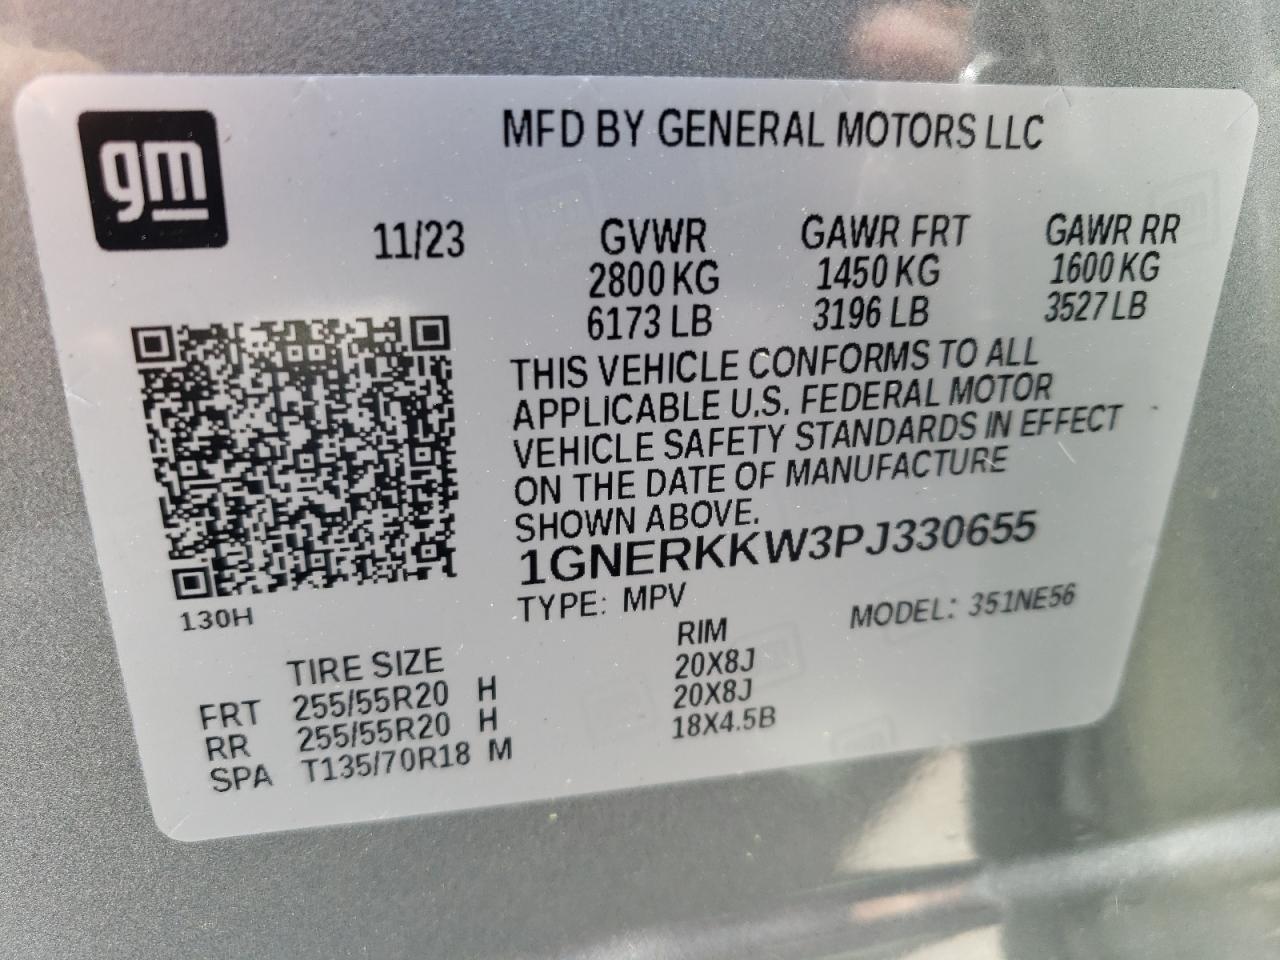 gm
MFD BY GENERAL MOTORS LLC
11/23 GVWR GAWR FRT GAWR RR
2800 KG 1450 KG 1600 KG
6173 LB 3196 LB 3527 LB
THIS VEHICLE CONFORMS TO ALL
APPLICABLE U.S. FEDERAL MOTOR
VEHICLE SAFETY STANDARDS IN EFFECT
ON THE DATE OF MANUFACTURE
SHOWN ABOVE.
1GNERKKW3PJ330655
130H TYPE: MPV MODEL: 351NE56
TIRE SIZE RIM
FRT 255/55R20 H 20X8J
RR 255/55R20 H 20X8J
SPA T135/70R18 M 18X4.5B